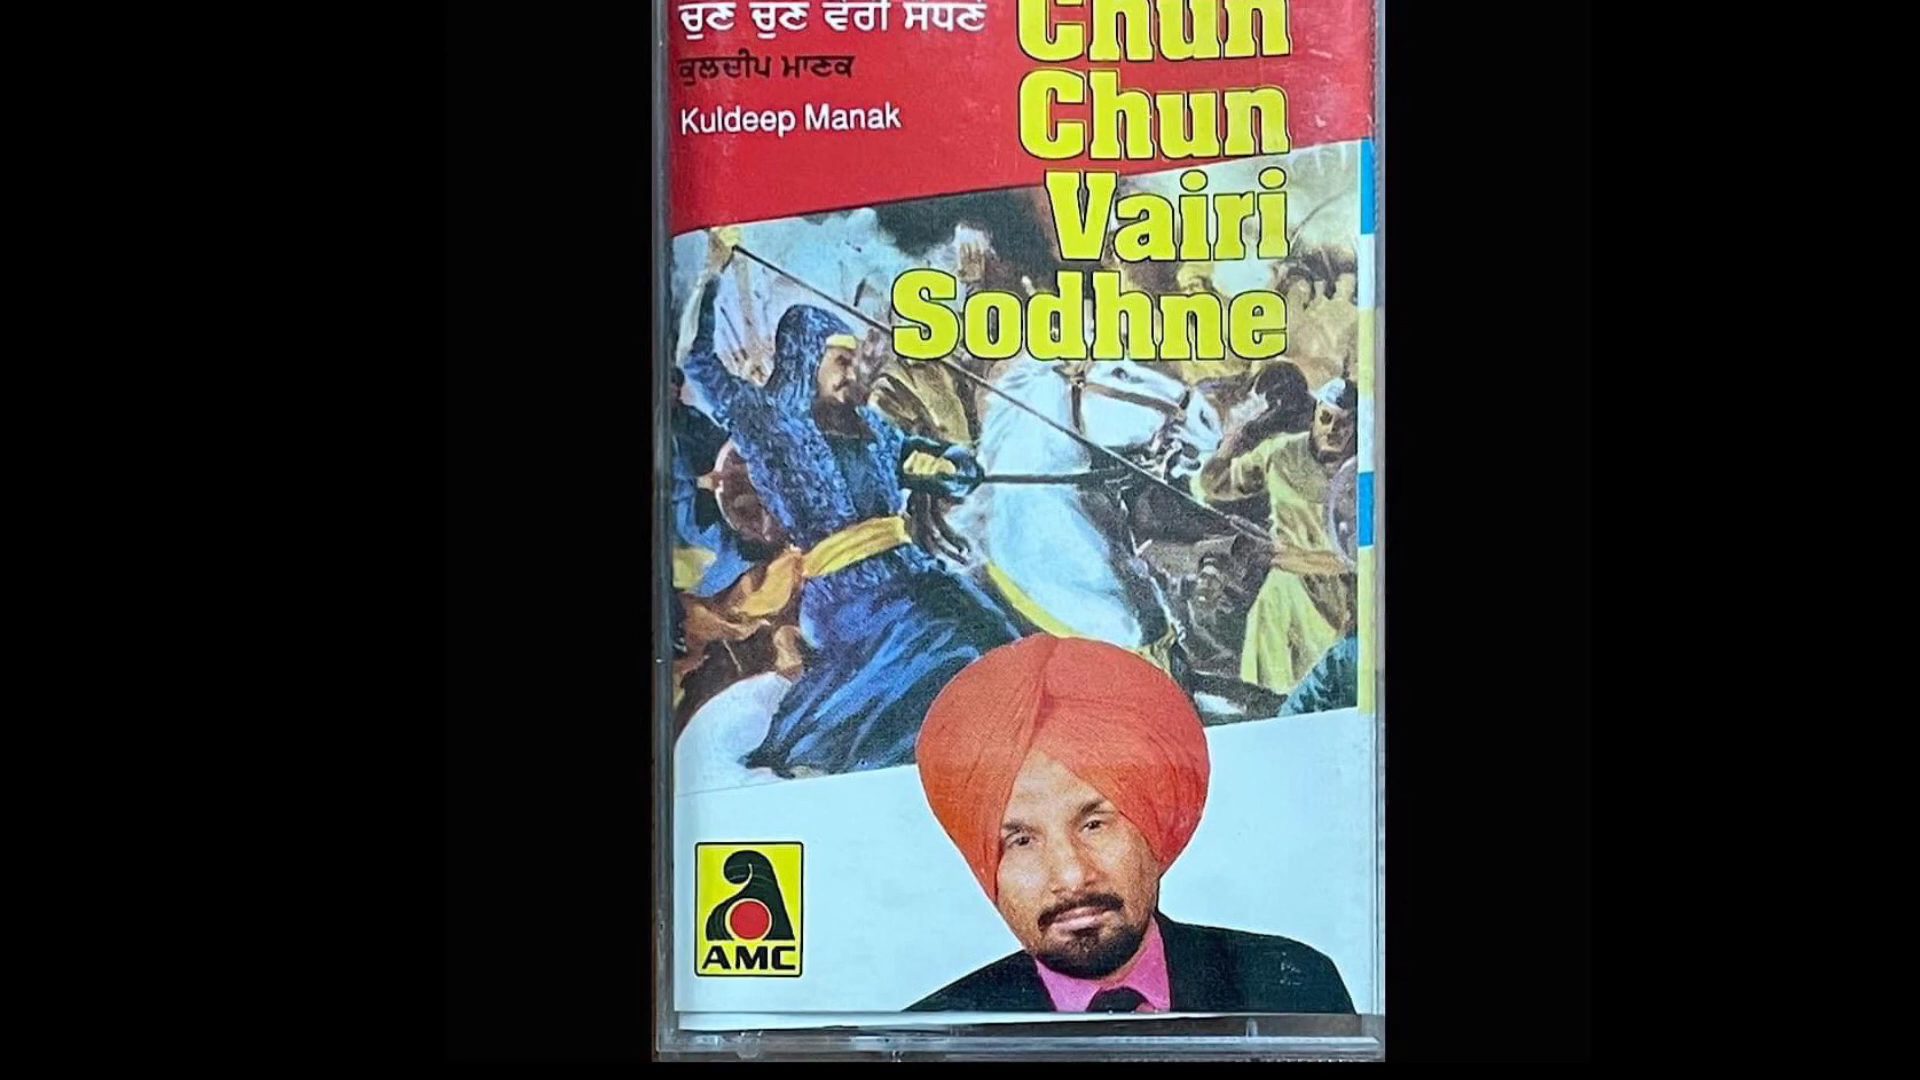 ਚੁਣ ਚੁਣ ਵੈਰੀ ਸੋਧਣੇ
ਕੁਲਦੀਪ ਮਾਣਕ
Kuldeep Manak
Chun
Chun
Vairi
Sodhne
AMC